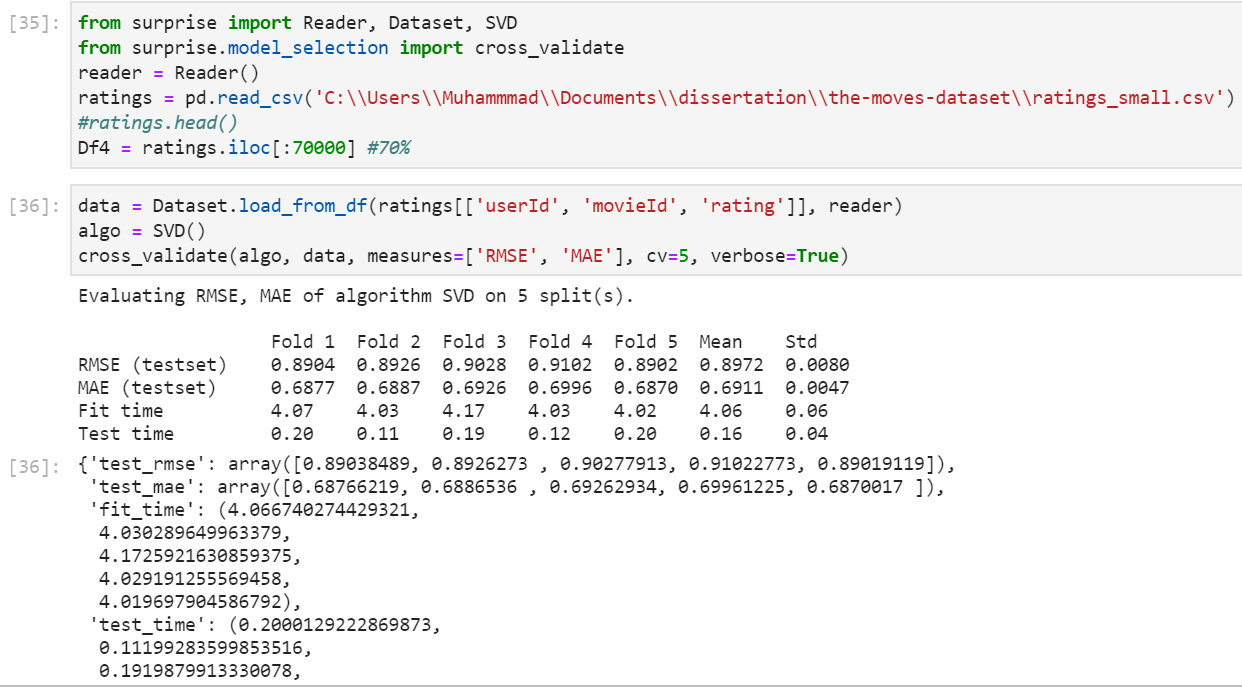 [35]: from surprise import Reader, Dataset, SVD
from surprise.model_selection import cross_validate
reader = Reader()
ratings = pd.read_csv('C:\\Users\\Muhammmad\\Documents\\dissertation\\the-moves-dataset\\ratings_small.csv')
#ratings.head()
Df4 = ratings.iloc[:70000] #70%
[36]: data = Dataset.load_from_df(ratings[['userId', 'movieId', 'rating']], reader)
algo = SVD()
cross_validate(algo, data, measures=['RMSE', 'MAE'], cv=5, verbose=True)
Evaluating RMSE, MAE of algorithm SVD on 5 split(s).
Fold 1 Fold 2 Fold 3 Fold 4 Fold 5 Mean Std
RMSE (testset) 0.8904 0.8926 0.9028 0.9102 0.8902 0.8972 0.0080
MAE (testset) 0.6877 0.6887 0.6926 0.6996 0.6870 0.6911 0.0047
Fit time 4.07 4.03 4.17 4.03 4.02 4.06 0.06
Test time 0.20 0.11 0.19 0.12 0.20 0.16 0.04
[36]: {'test_rmse': array([0.89038489, 0.8926273 , 0.90277913, 0.91022773, 0.89019119]),
'test_mae': array([0.68766219, 0.6886536 , 0.69262934, 0.69961225, 0.6870017 ]),
'fit_time': (4.066740274429321,
4.030289649963379,
4.1725921630859375,
4.029191255569458,
4.019697904586792),
'test_time': (0.2000129222869873,
0.11199283599853516,
0.1919879913330078,